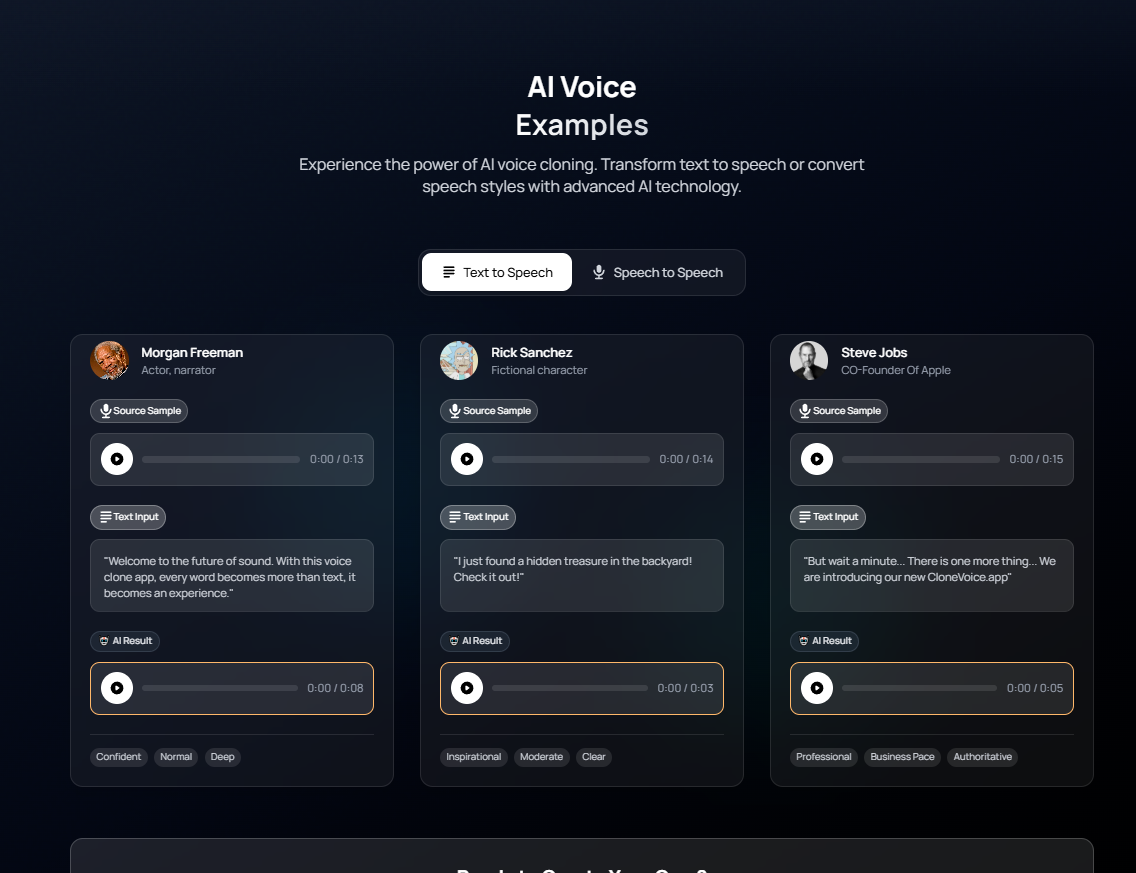 AI Voice
Examples
Experience the power of AI voice cloning. Transform text to speech or convert
speech styles with advanced AI technology.
Text to Speech
Speech to Speech
Morgan Freeman
Actor, narrator
Source Sample
0:00 / 0:13
Text Input
"Welcome to the future of sound. With this voice
clone app, every word becomes more than text, it
becomes an experience."
AI Result
0:00 / 0:08
Confident
Normal
Deep
Rick Sanchez
Fictional character
Source Sample
0:00 / 0:14
Text Input
"I just found a hidden treasure in the backyard!
Check it out!"
AI Result
0:00 / 0:03
Inspirational
Moderate
Clear
Steve Jobs
CO-Founder Of Apple
Source Sample
0:00 / 0:15
Text Input
"But wait a minute... There is one more thing... We
are introducing our new CloneVoice.app"
AI Result
0:00 / 0:05
Professional
Business Pace
Authoritative